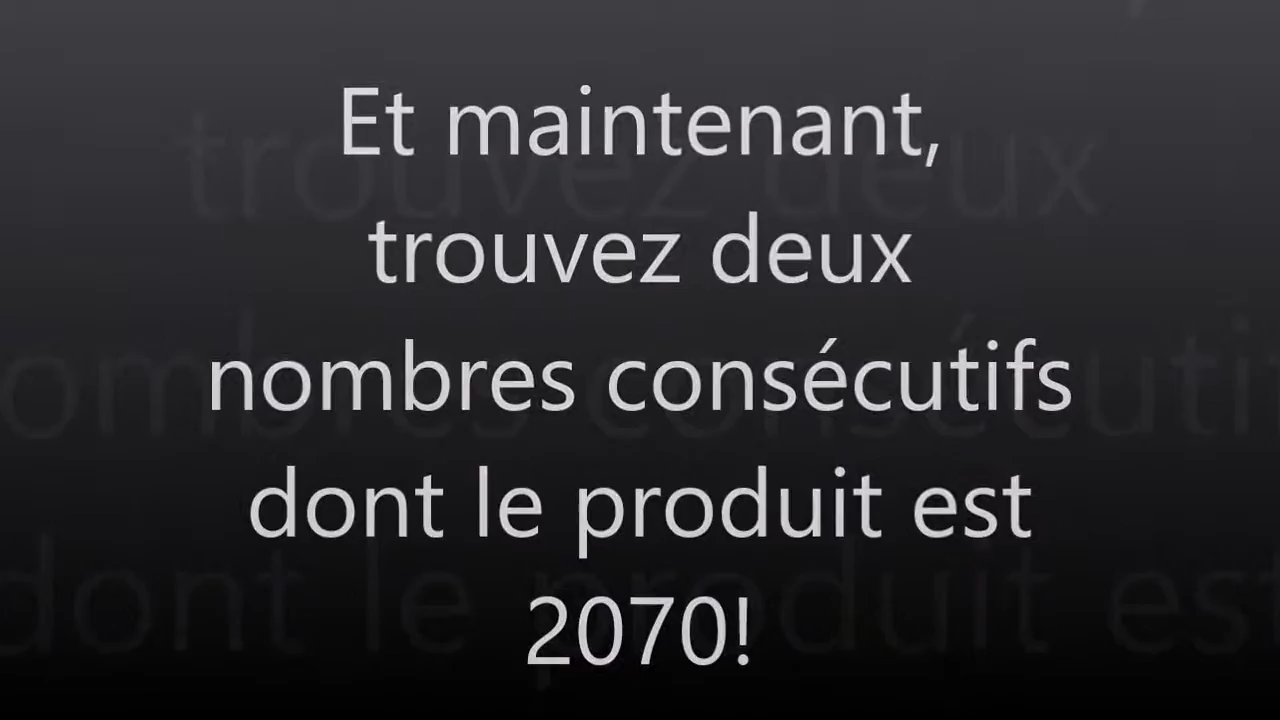 Et maintenant,
trouvez deux
nombres consécutifs
dont le produit est
2070!